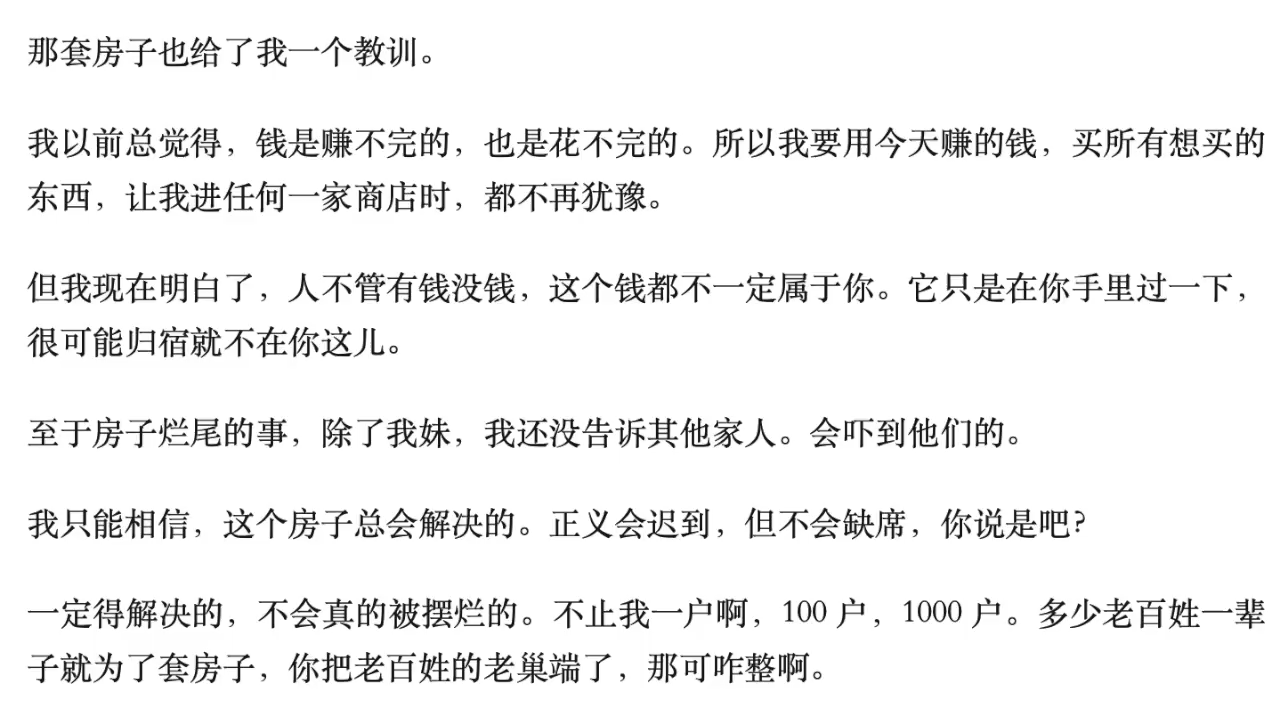 那套房子也给了我一个教训。
我以前总觉得，钱是赚不完的，也是花不完的。所以我要用今天赚的钱，买所有想买的
东西，让我进任何一家商店时，都不再犹豫。
但我现在明白了，人不管有钱没钱，这个钱都不一定属于你。它只是在你手里过一下，
很可能归宿就不在你这儿。
至于房子烂尾的事，除了我妹，我还没告诉其他家人。会吓到他们的。
我只能相信，这个房子总会解决的。正义会迟到，但不会缺席，你说是吧？
一定得解决的，不会真的被摆烂的。不止我一户啊，100 户，1000 户。多少老百姓一辈
子就为了套房子，你把老百姓的老巢端了，那可咋整啊。